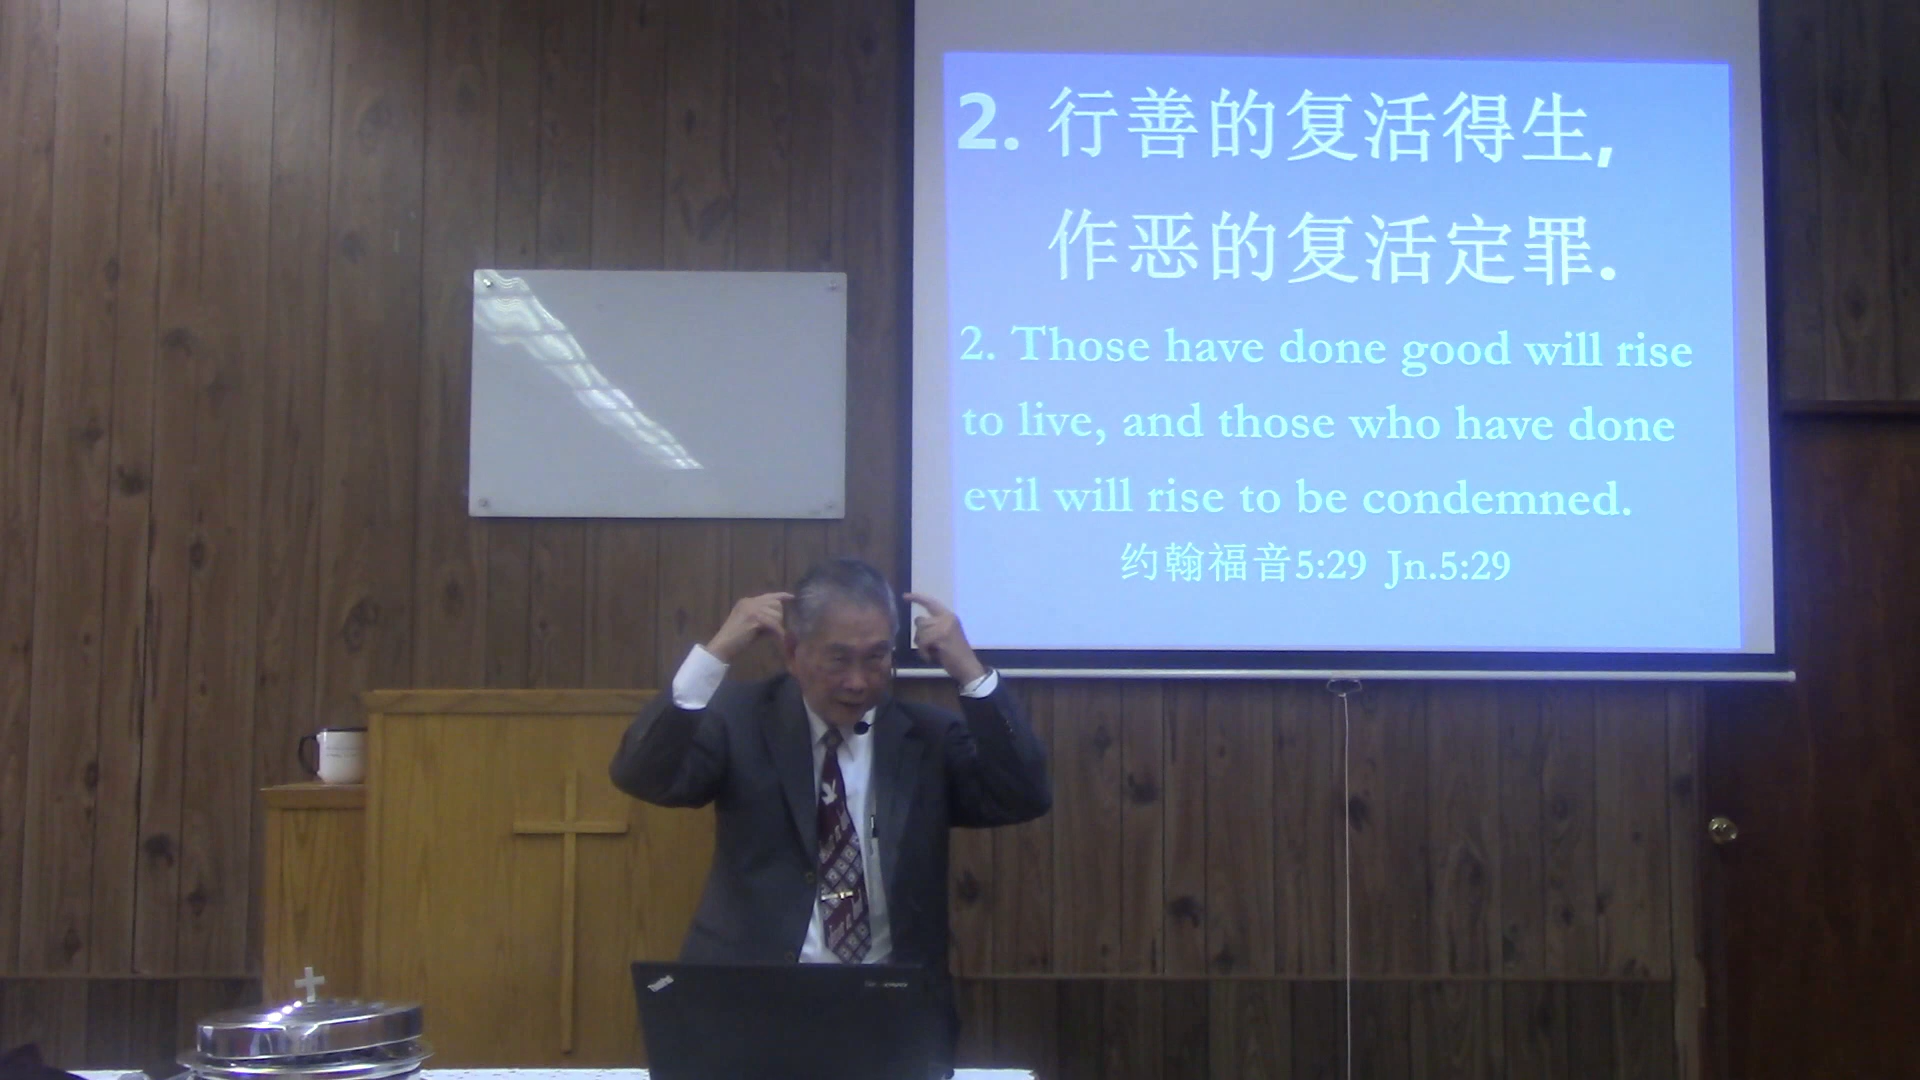 2. 行善的复活得生,
作恶的复活定罪.
2. Those have done good will rise
to live, and those who have done
evil will rise to be condemned.
约翰福音5:29 Jn.5:29
ThinkPad